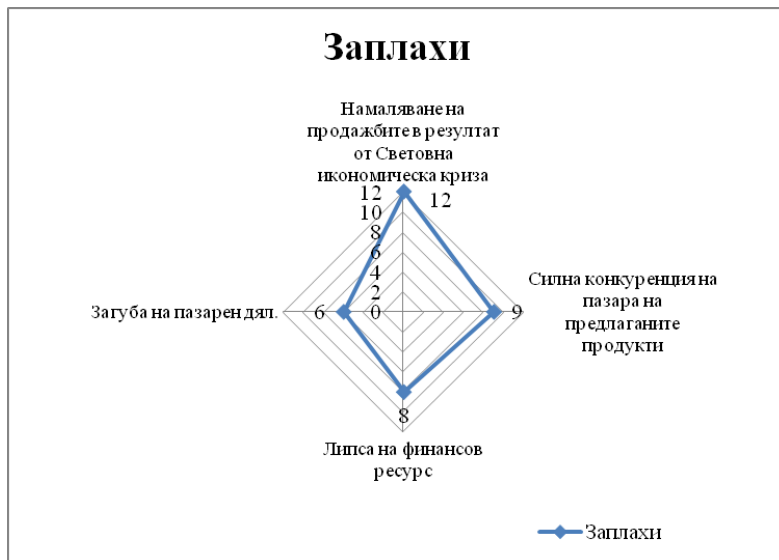 Заплахи
Намаляване на
продажбите в резултат
от Световна
икономическа криза
12
12
10
8
6
4
2
0
Силна конкуренция на
пазара на
предлаганите
продукти
9
Загуба на пазарен дял.
6
8
Липса на финансов
ресурс
Заплахи